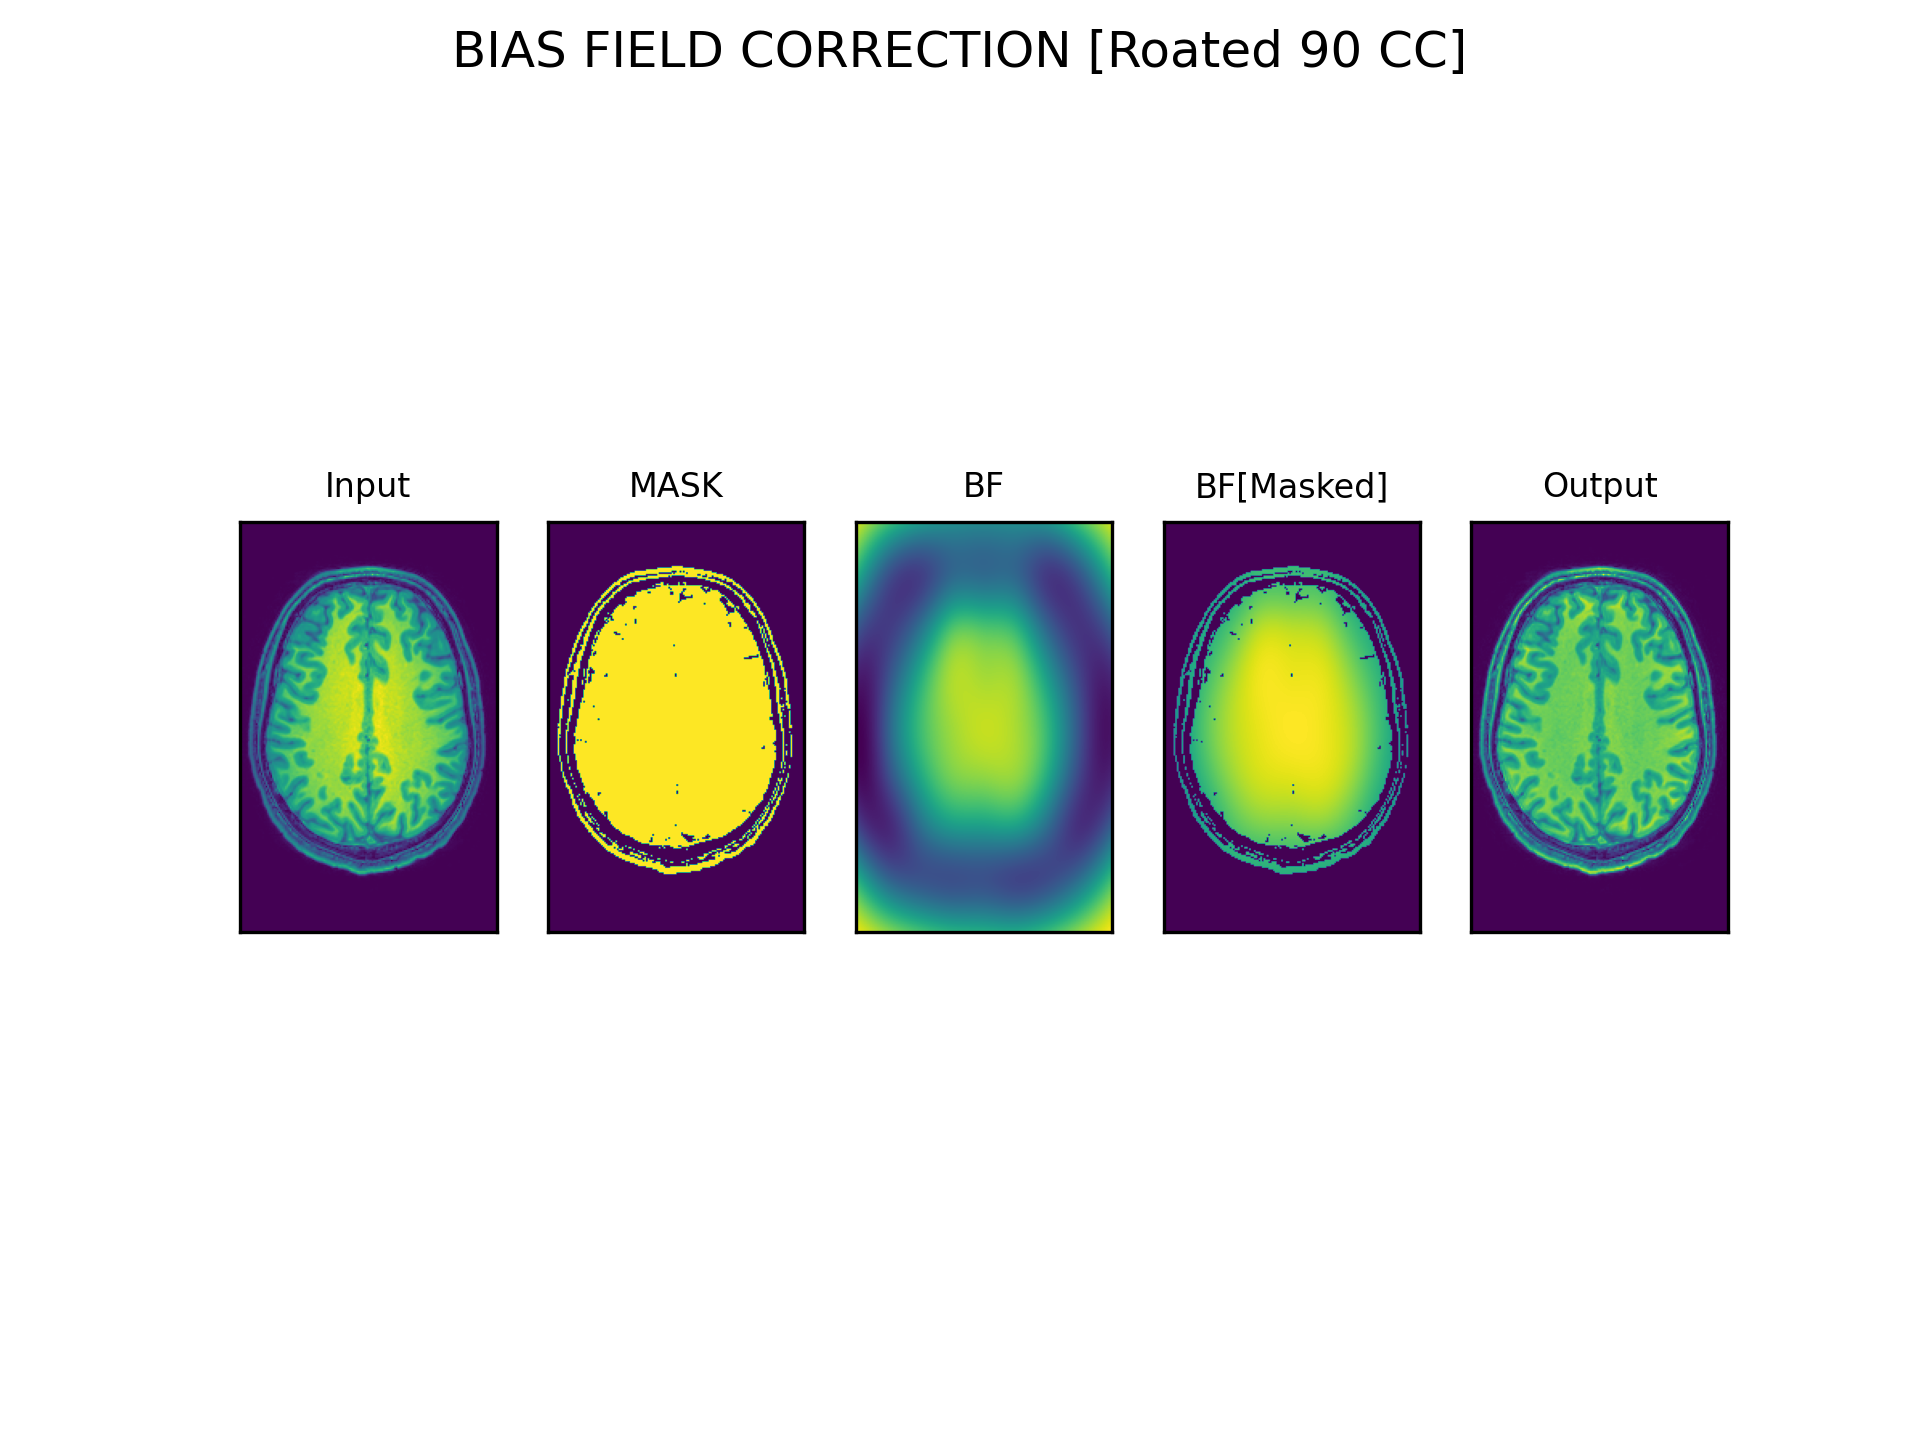 BIAS FIELD CORRECTION [Roated 90 CC]
Input
MASK
BF
BF[Masked]
Output